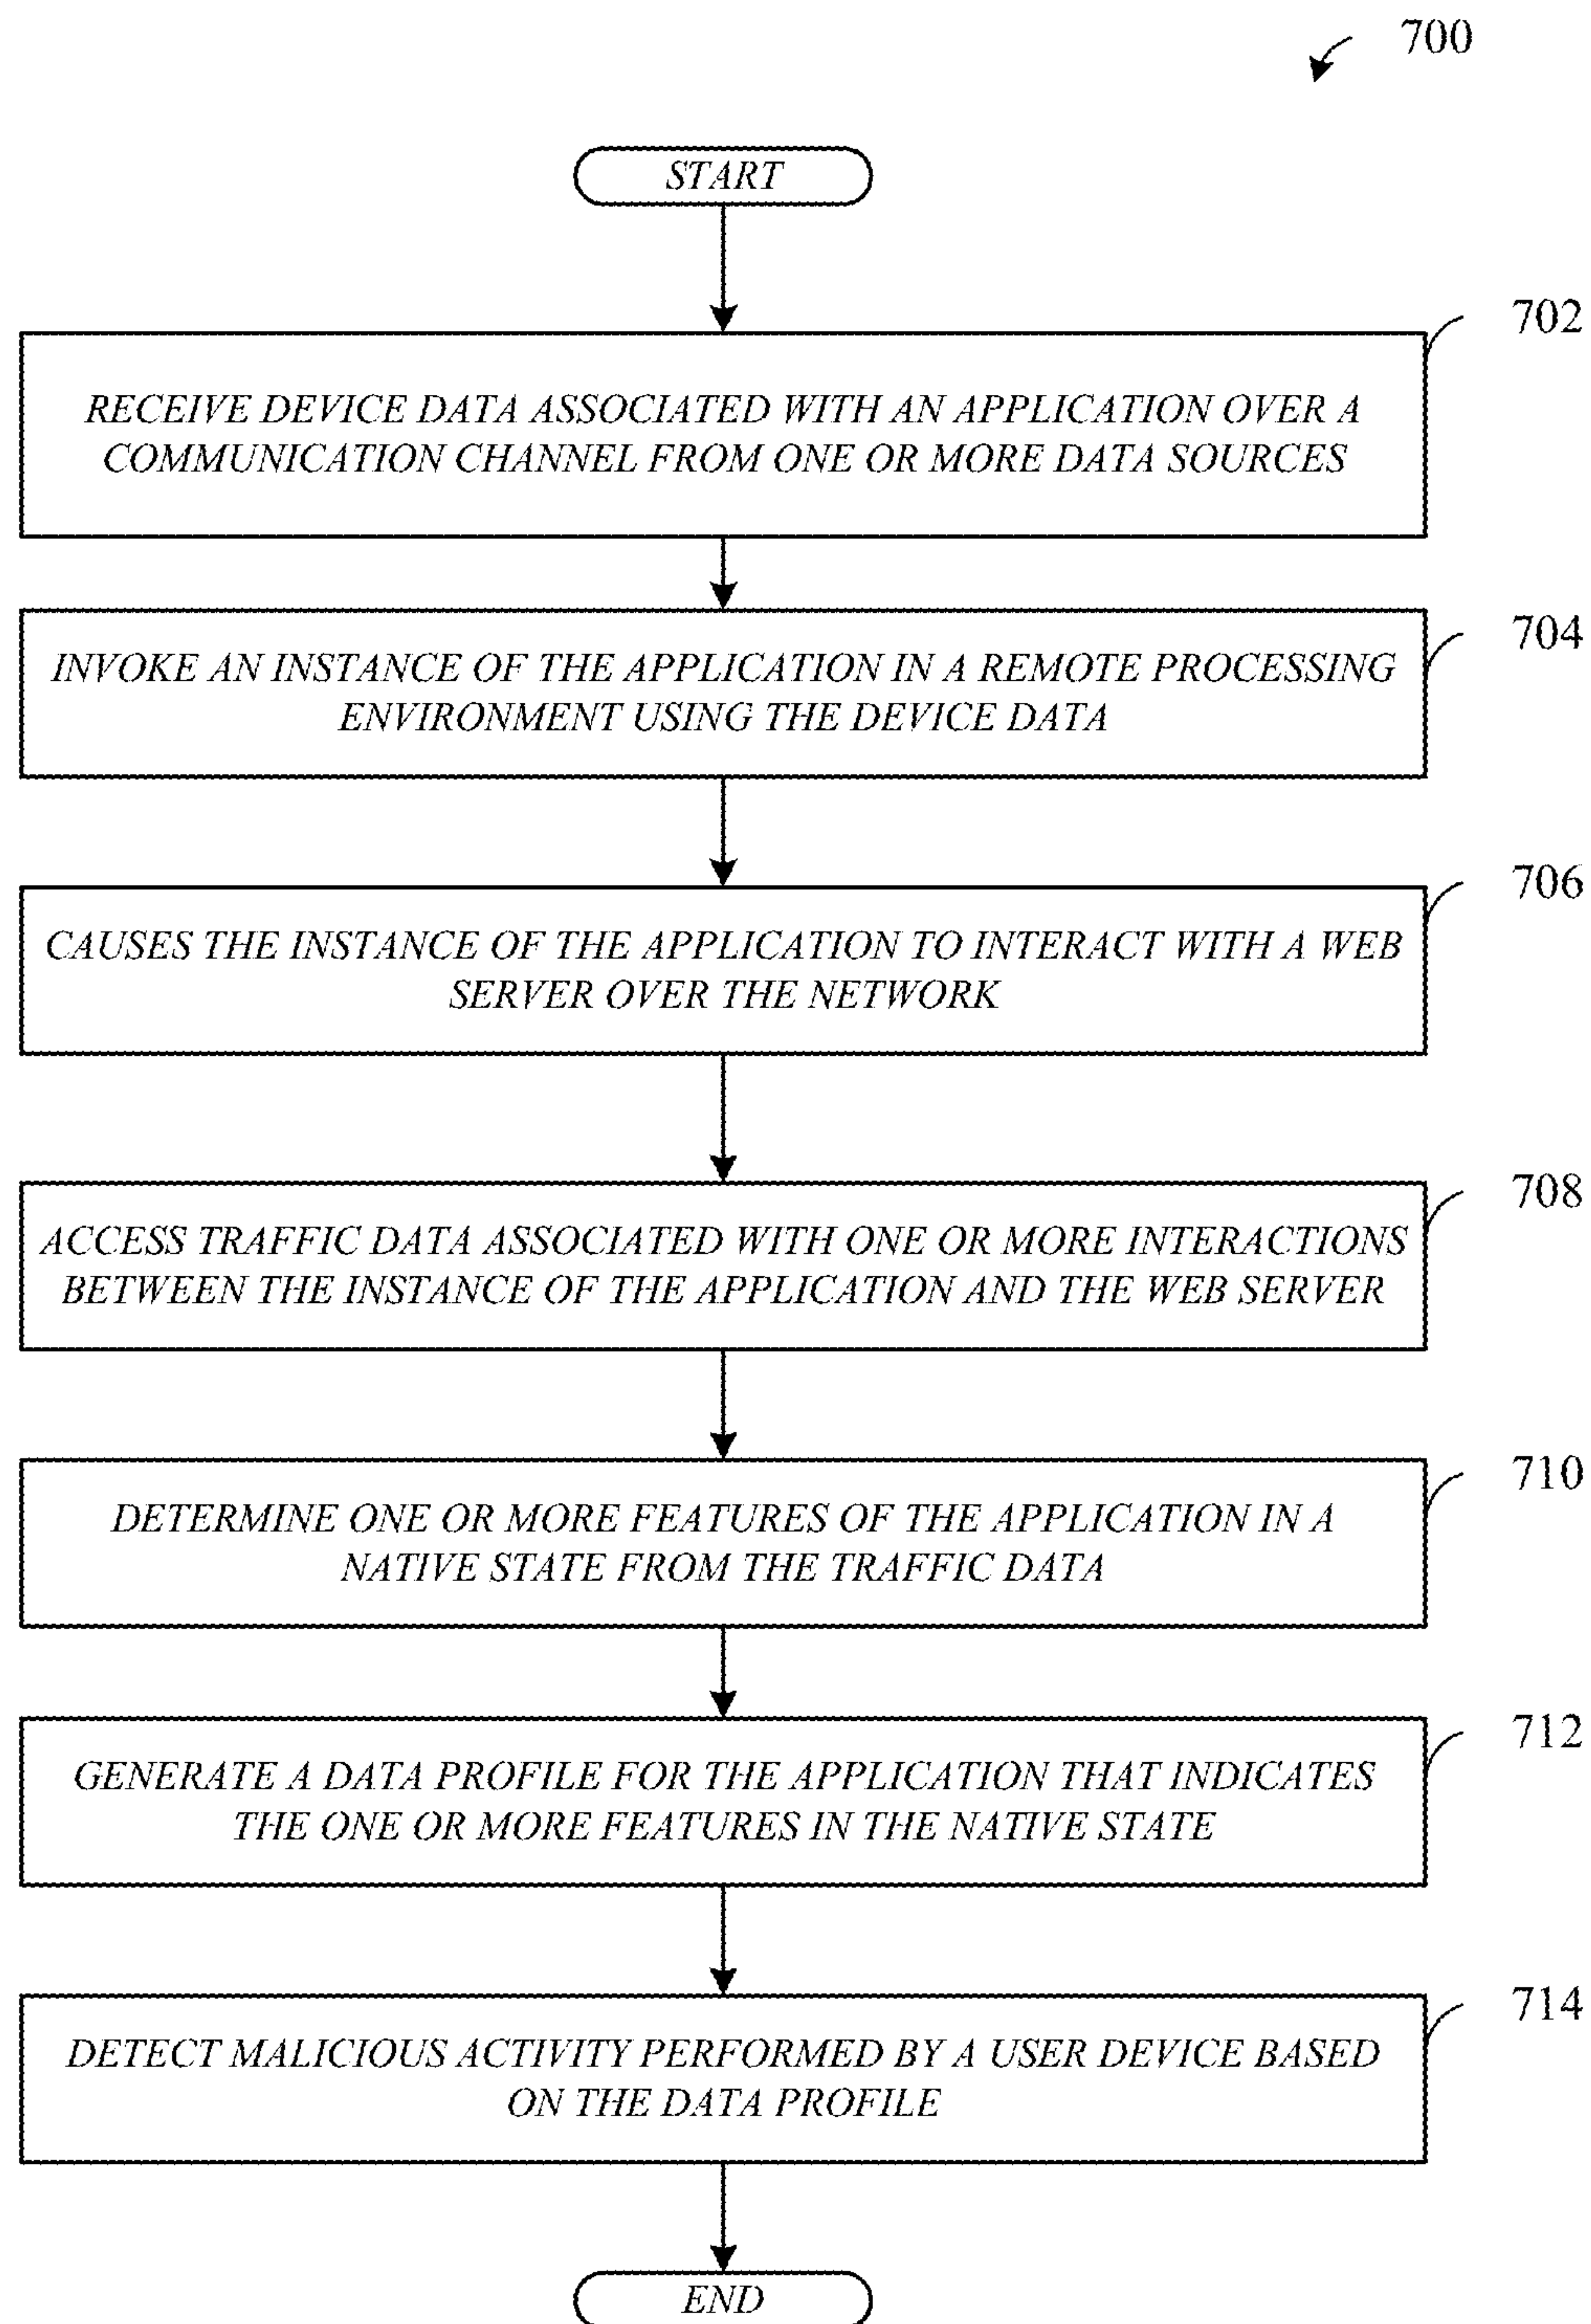 700
START
702
RECEIVE DEVICE DATA ASSOCIATED WITH AN APPLICATION OVER A
COMMUNICATION CHANNEL FROM ONE OR MORE DATA SOURCES
704
INVOKE AN INSTANCE OF THE APPLICATION IN A REMOTE PROCESSING
ENVIRONMENT USING THE DEVICE DATA
706
CAUSES THE INSTANCE OF THE APPLICATION TO INTERACT WITH A WEB
SERVER OVER THE NETWORK
708
ACCESS TRAFFIC DATA ASSOCIATED WITH ONE OR MORE INTERACTIONS
BETWEEN THE INSTANCE OF THE APPLICATION AND THE WEB SERVER
710
DETERMINE ONE OR MORE FEATURES OF THE APPLICATION IN A
NATIVE STATE FROM THE TRAFFIC DATA
712
GENERATE A DATA PROFILE FOR THE APPLICATION THAT INDICATES
THE ONE OR MORE FEATURES IN THE NATIVE STATE
714
DETECT MALICIOUS ACTIVITY PERFORMED BY A USER DEVICE BASED
ON THE DATA PROFILE
END